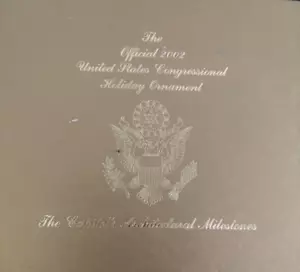 The
Official 2002
United States Congressional
Holiday Ornament
The Capitol's Architectural Milestones